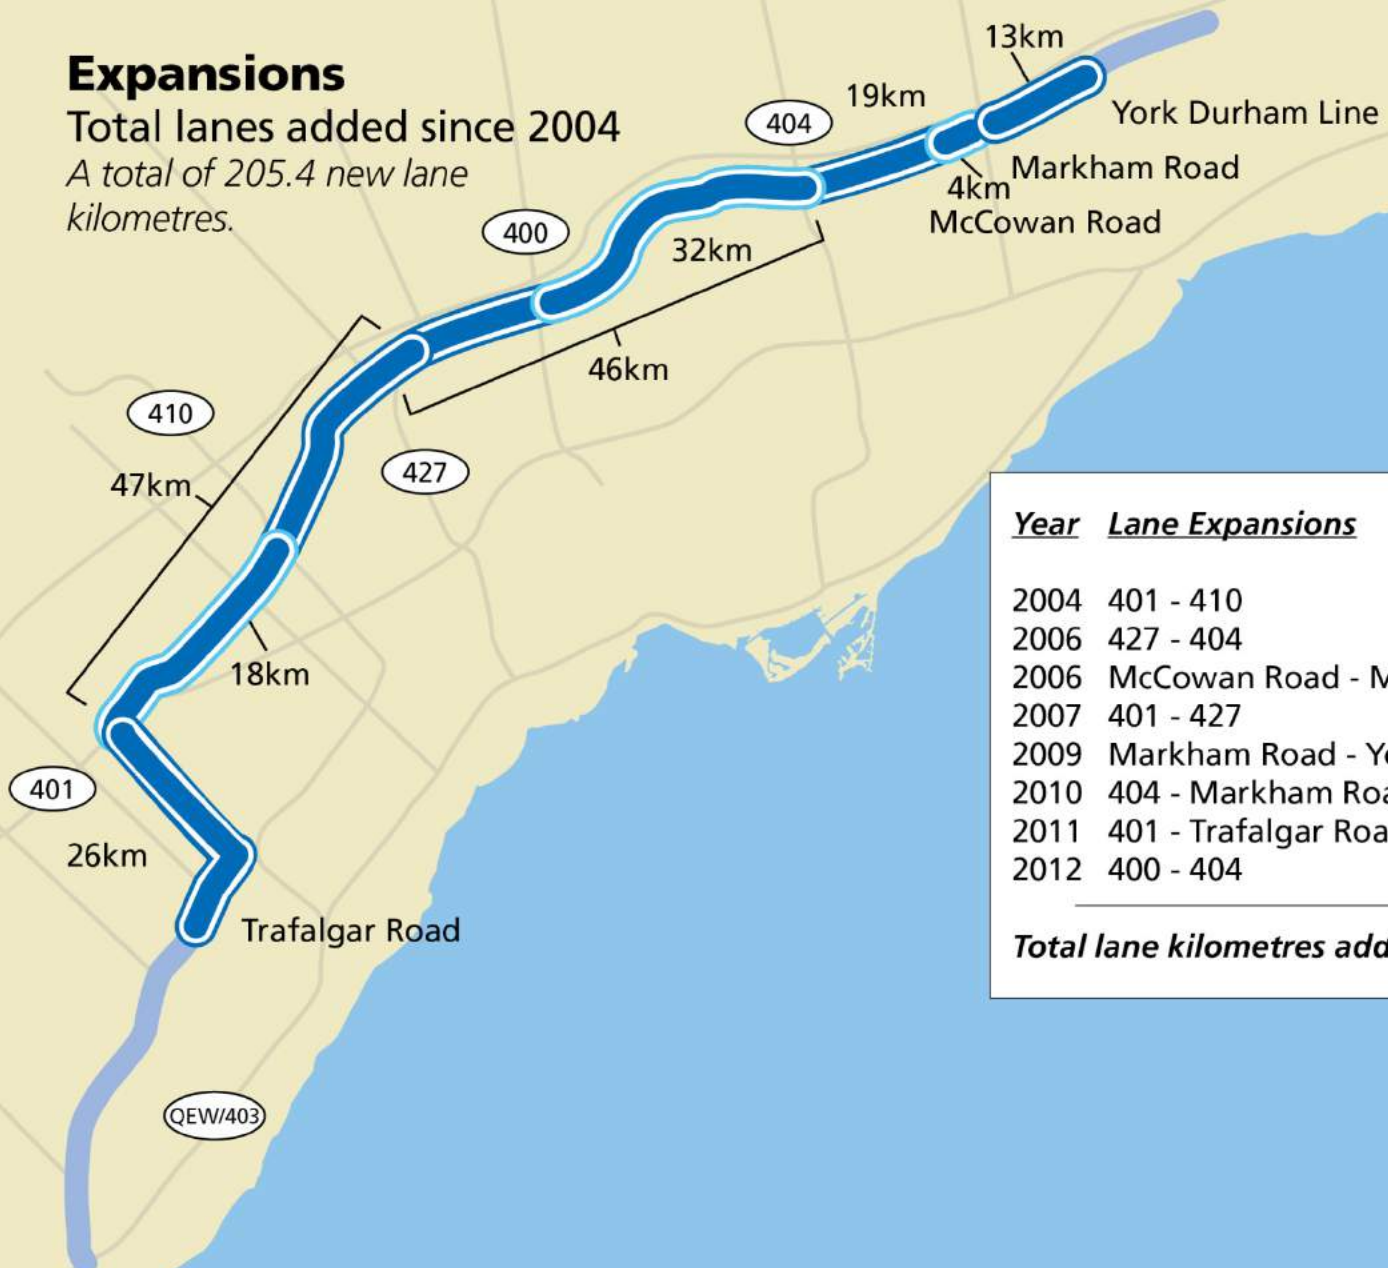 Expansions
Total lanes added since 2004
A total of 205.4 new lane
kilometres.
13km
19km
404
York Durham Line
Markham Road
4km
McCowan Road
400
32km
46km
410
427
47km
18km
401
26km
Trafalgar Road
QEW/403
Year Lane Expansions
2004 401 - 410
2006 427 - 404
2006 McCowan Road - M
2007 401 - 427
2009 Markham Road - Y
2010 404 - Markham Roa
2011 401 - Trafalgar Roa
2012 400 - 404
Total lane kilometres add